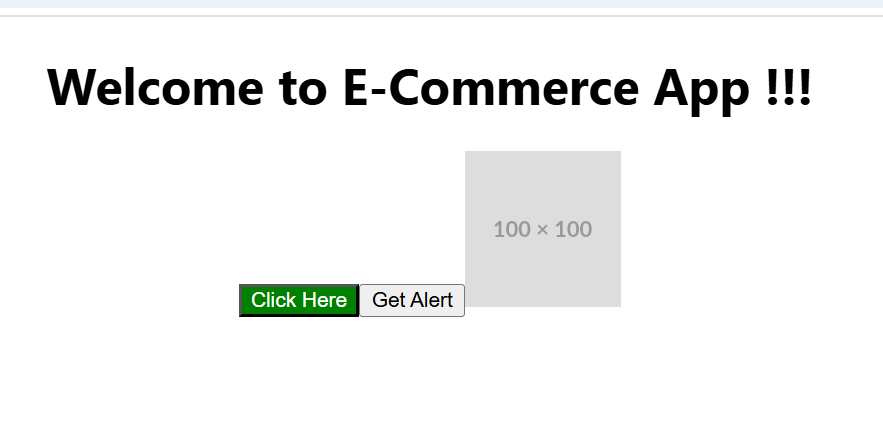 Welcome to E-Commerce App !!!
100 × 100
Click Here
Get Alert